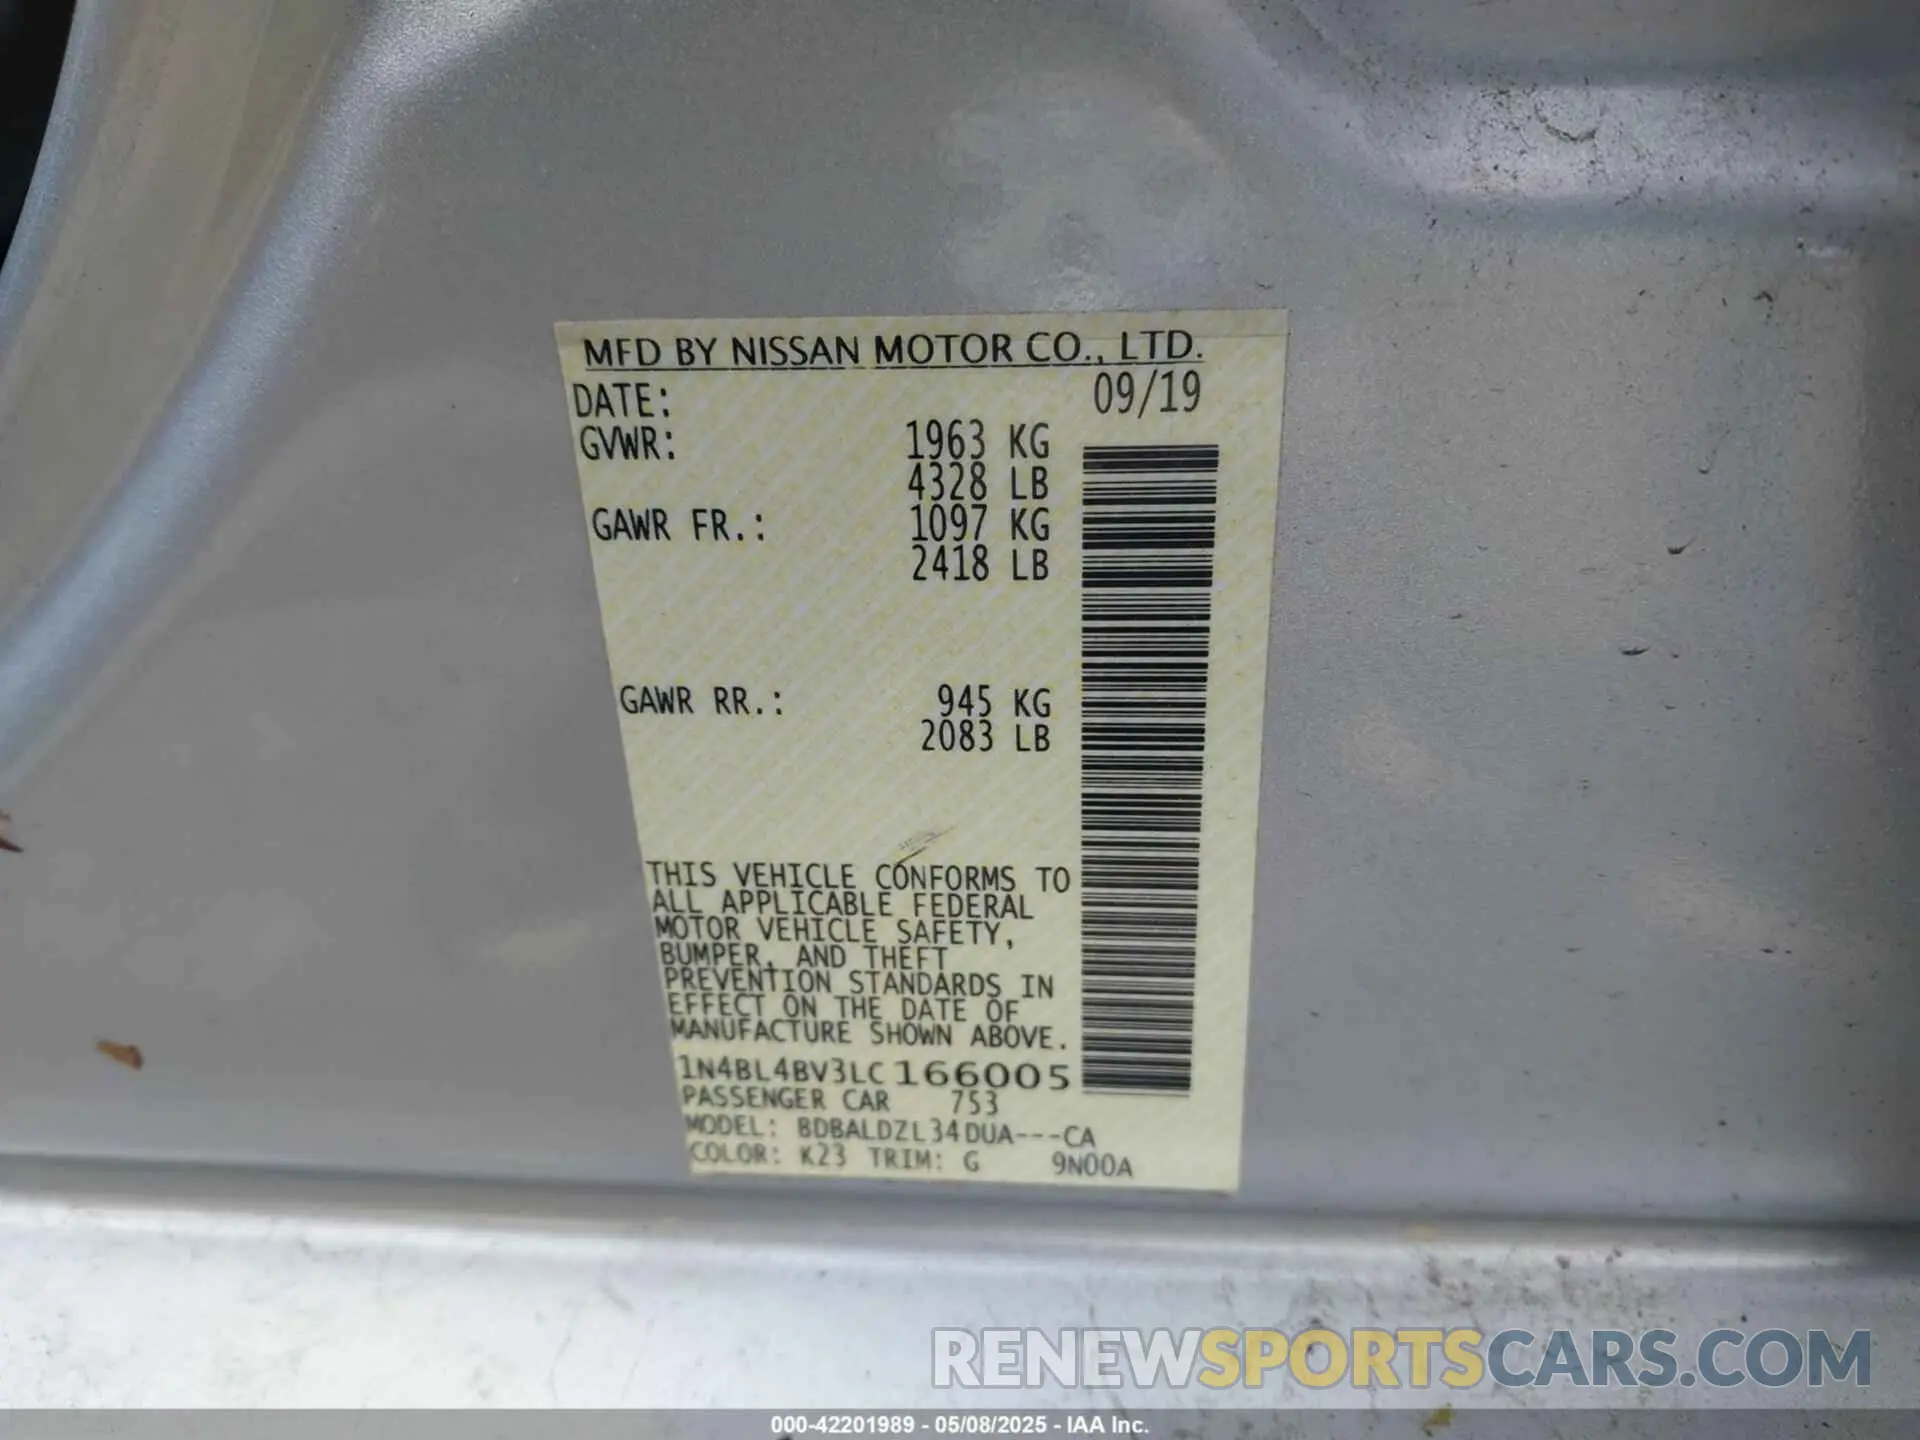 MFD BY NISSAN MOTOR CO., LTD.
DATE: 09/19
GVWR: 1963 KG
4328 LB
GAWR FR.: 1097 KG
2418 LB
GAWR RR.: 945 KG
2083 LB
THIS VEHICLE CONFORMS TO
ALL APPLICABLE FEDERAL
MOTOR VEHICLE SAFETY,
BUMPER, AND THEFT
PREVENTION STANDARDS IN
EFFECT ON THE DATE OF
MANUFACTURE SHOWN ABOVE.
1N4BL4BV3LC166005
PASSENGER CAR 753
MODEL: BDBALDZL34DUA---CA
COLOR: K23 TRIM: G 9N00A
RENEWSPORTSCARS.COM
000-42201989 - 05/08/2025 - IAA Inc.